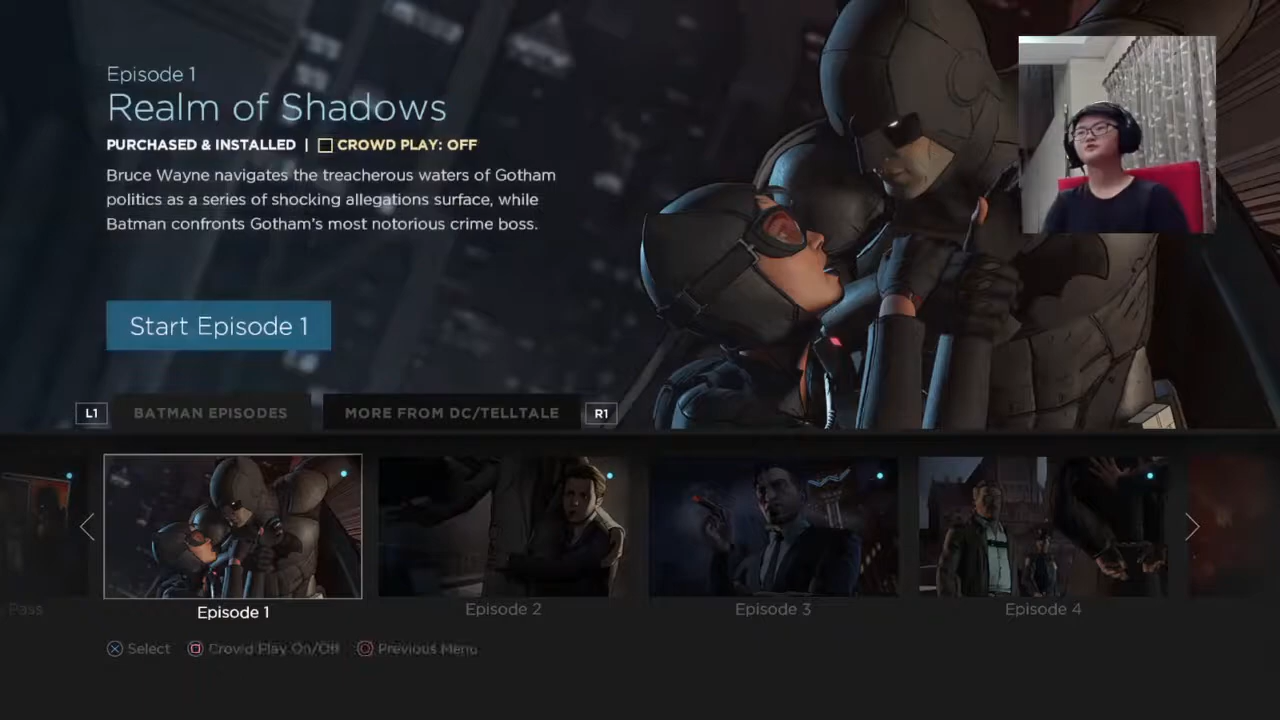 Episode 1
Realm of Shadows
PURCHASED & INSTALLED | CROWD PLAY: OFF
Bruce Wayne navigates the treacherous waters of Gotham
politics as a series of shocking allegations surface, while
Batman confronts Gotham's most notorious crime boss.
Start Episode 1
L1 BATMAN EPISODES MORE FROM DC/TELLTALE R1
Pass Episode 1 Episode 2 Episode 3 Episode 4
Select Crowd Play On/Off Previous Menu